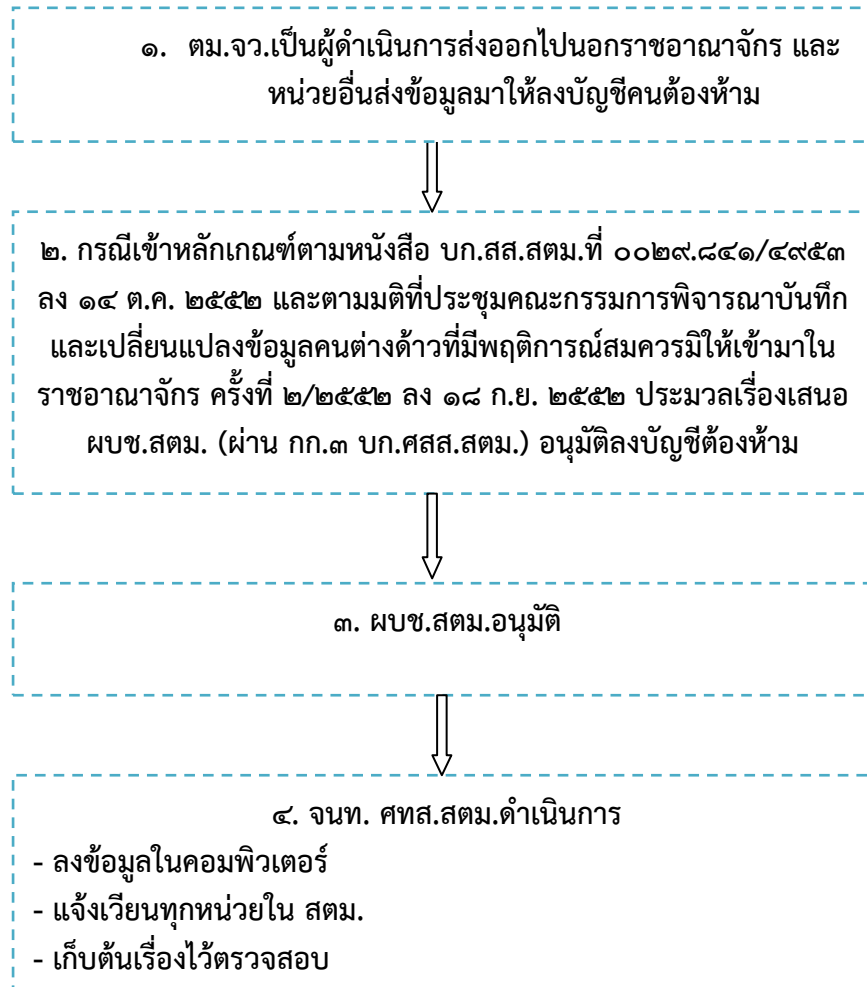 ๑. ตม.จว.เป็นผู้ดำเนินการส่งออกไปนอกราชอาณาจักร และ
หน่วยอื่นส่งข้อมูลมาให้ลงบัญชีคนต้องห้าม
๒. กรณีเข้าหลักเกณฑ์ตามหนังสือ บก.สส.สตม.ที่ ๐๐๒๙.๘๔๑/๔๙๕๓
ลง ๑๔ ต.ค. ๒๕๕๒ และตามมติที่ประชุมคณะกรรมการพิจารณาบันทึก
และเปลี่ยนแปลงข้อมูลคนต่างด้าวที่มีพฤติการณ์สมควรมิให้เข้ามาใน
ราชอาณาจักร ครั้งที่ ๒/๒๕๕๒ ลง ๑๘ ก.ย. ๒๕๕๒ ประมวลเรื่องเสนอ
ผบช.สตม. (ผ่าน กก.๓ บก.ศสส.สตม.) อนุมัติลงบัญชีต้องห้าม
๓. ผบช.สตม.อนุมัติ
๔. จนท. ศทส.สตม.ดำเนินการ
- ลงข้อมูลในคอมพิวเตอร์
- แจ้งเวียนทุกหน่วยใน สตม.
- เก็บต้นเรื่องไว้ตรวจสอบ